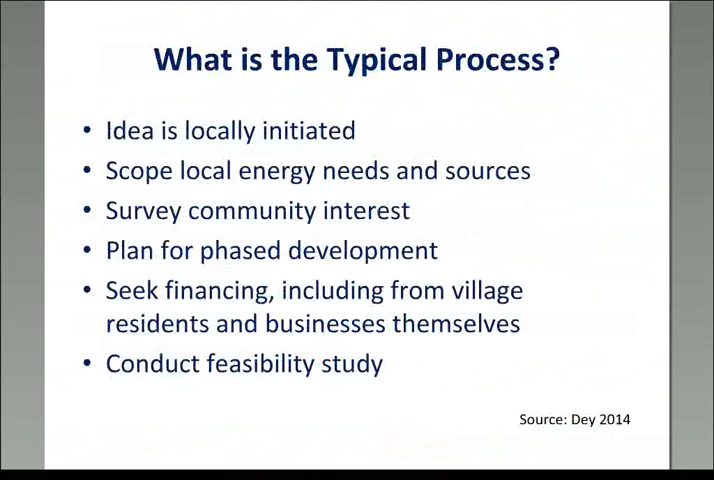 What is the Typical Process?
• Idea is locally initiated
• Scope local energy needs and sources
• Survey community interest
• Plan for phased development
• Seek financing, including from village
residents and businesses themselves
• Conduct feasibility study
Source: Dey 2014